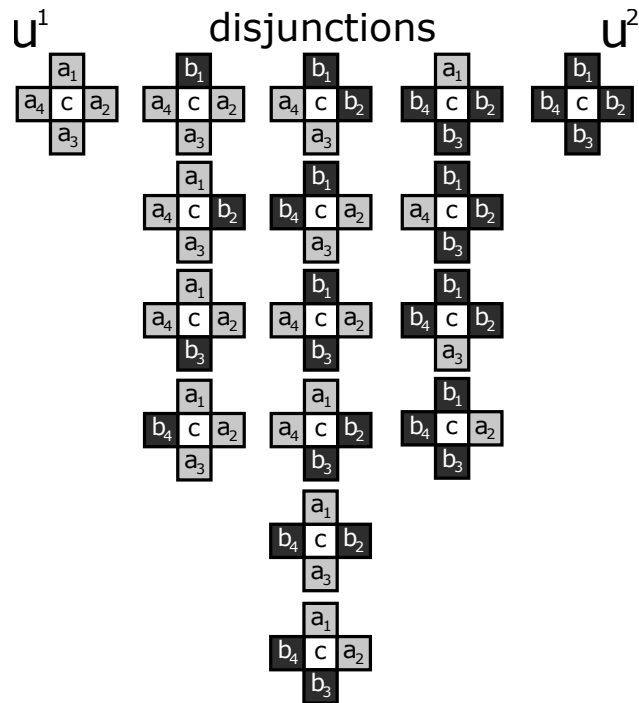 u¹ disjunctions u²
a₁ b₁ b₁ a₁ b₁
a₄ c a₂ a₄ c a₂ a₄ c b₂ b₄ c b₂ b₄ c b₂
a₃ a₃ a₃ b₃ b₃
a₁ b₁ b₁
a₄ c b₂ b₄ c a₂ a₄ c b₂
a₃ a₃ b₃
a₁ b₁ b₁
a₄ c a₂ a₄ c a₂ b₄ c b₂
b₃ b₃ a₃
a₁ a₁ b₁
b₄ c a₂ a₄ c b₂ b₄ c a₂
a₃ b₃ b₃
a₁
b₄ c b₂
a₃
a₁
b₄ c a₂
b₃